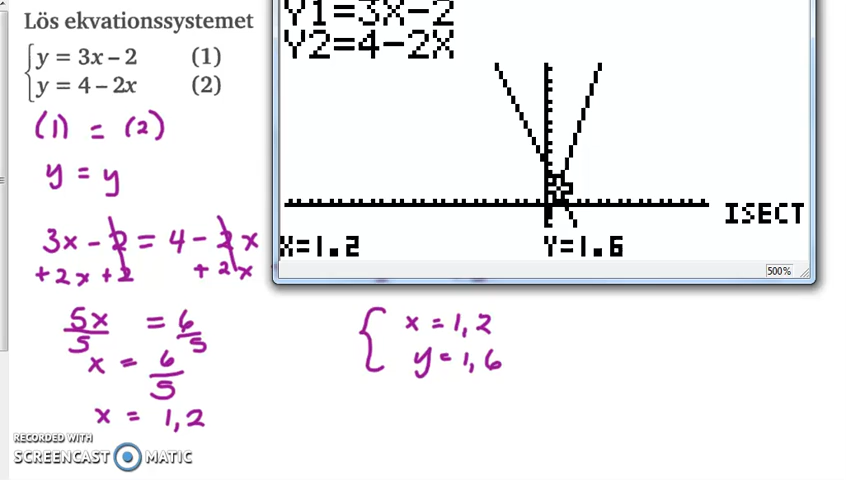 Lös ekvationssystemet
y = 3x – 2 (1)
y = 4 – 2x (2)
(1) = (2)
y = y
3x - 2 = 4 - 2x
+2x +2 +2x
5x = 6
5 5
x = 6
5
x = 1,2
x = 1,2
y = 1,6
Y1=3X-2
Y2=4-2X
ISECT
X=1.2 Y=1.6
500%
RECORDED WITH
SCREENCAST MATIC